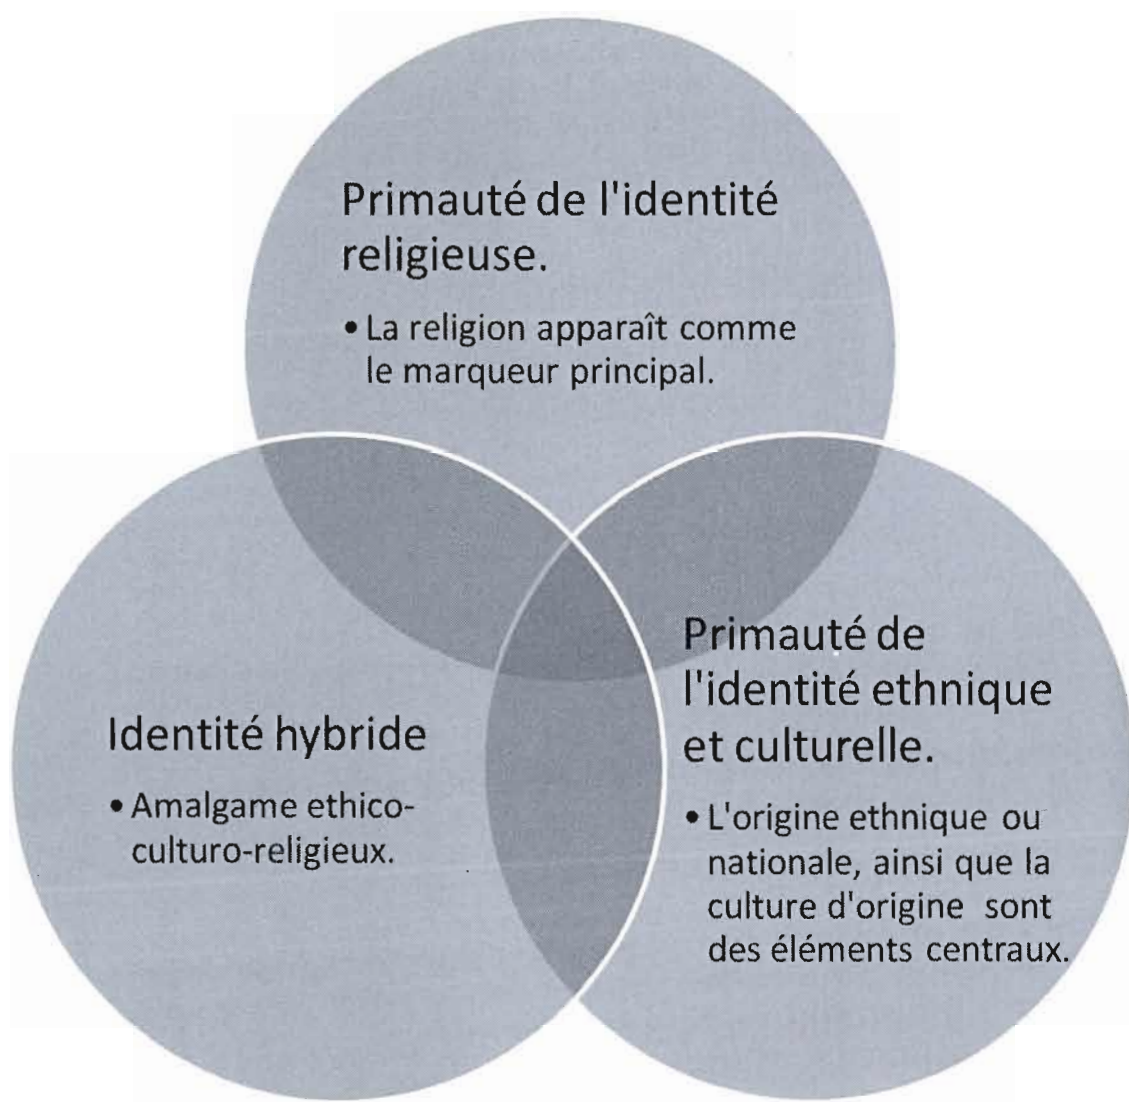 Primauté de l'identité
religieuse.
• La religion apparaît comme
le marqueur principal.
Identité hybride
• Amalgame ethico-
culturo-religieux.
Primauté de
l'identité ethnique
et culturelle.
• L'origine ethnique ou
nationale, ainsi que la
culture d'origine sont
des éléments centraux.